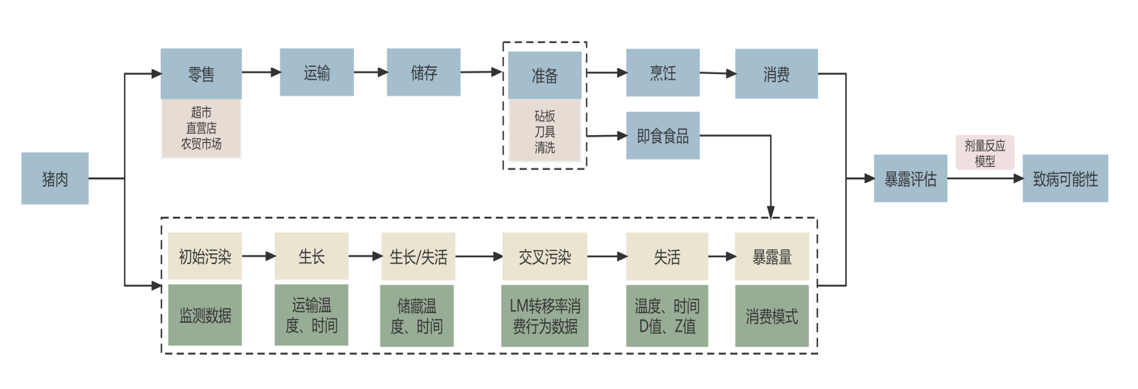 零售
运输
储存
准备
烹饪
消费
超市
直营店
农贸市场
砧板
刀具
清洗
即食食品
猪肉
暴露评估
剂量反应
模型
致病可能性
初始污染
生长
生长/失活
交叉污染
失活
暴露量
监测数据
运输温
度、时间
储藏温
度、时间
LM转移率消
费行为数据
温度、时间
D值、Z值
消费模式